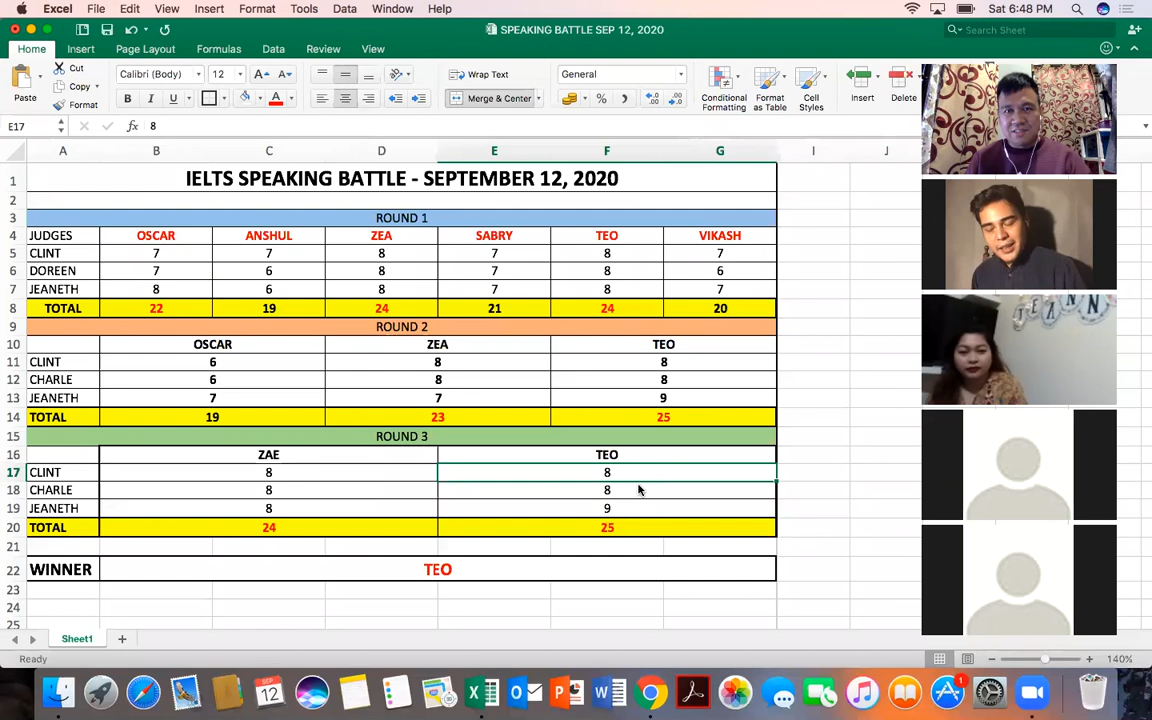 Excel File Edit View Insert Format Tools Data Window Help Sat 6:48 PM
SPEAKING BATTLE SEP 12, 2020 Search Sheet
Home Insert Page Layout Formulas Data Review View
Paste Cut Copy Format Calibri (Body) 12 A A B I U A Wrap Text Merge & Center General % Conditional Formatting Format as Table Cell Styles Insert Delete
E17 fx 8
A B C D E F G I J
1 IELTS SPEAKING BATTLE - SEPTEMBER 12, 2020
2
3 ROUND 1
4 JUDGES OSCAR ANSHUL ZEA SABRY TEO VIKASH
5 CLINT 7 7 8 7 8 7
6 DOREEN 7 6 8 7 8 6
7 JEANETH 8 6 8 7 8 7
8 TOTAL 22 19 24 21 24 20
9 ROUND 2
10 OSCAR ZEA TEO
11 CLINT 6 8 8
12 CHARLE 6 8 8
13 JEANETH 7 7 9
14 TOTAL 19 23 25
15 ROUND 3
16 ZAE TEO
17 CLINT 8 8
18 CHARLE 8 8
19 JEANETH 8 9
20 TOTAL 24 25
21
22 WINNER TEO
23
24
25
Sheet1
Ready 140%
SEP
12
1